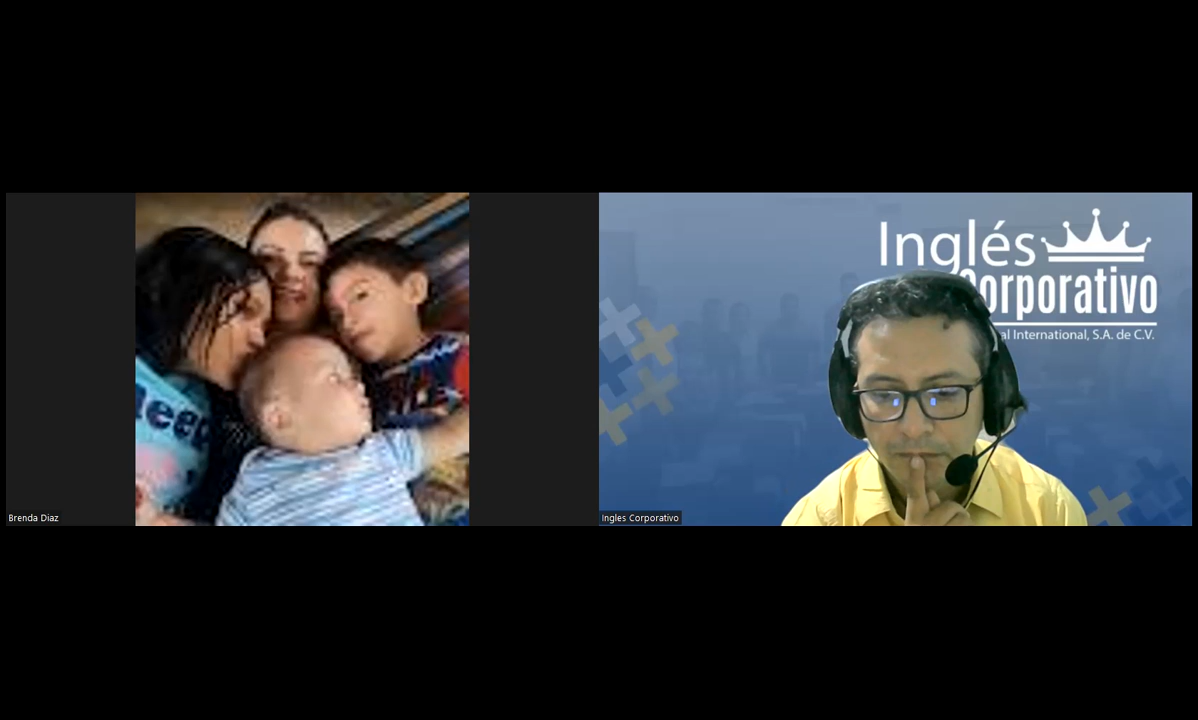 Brenda Diaz
Inglés
Corporativo
al International, S.A. de C.V.
Ingles Corporativo